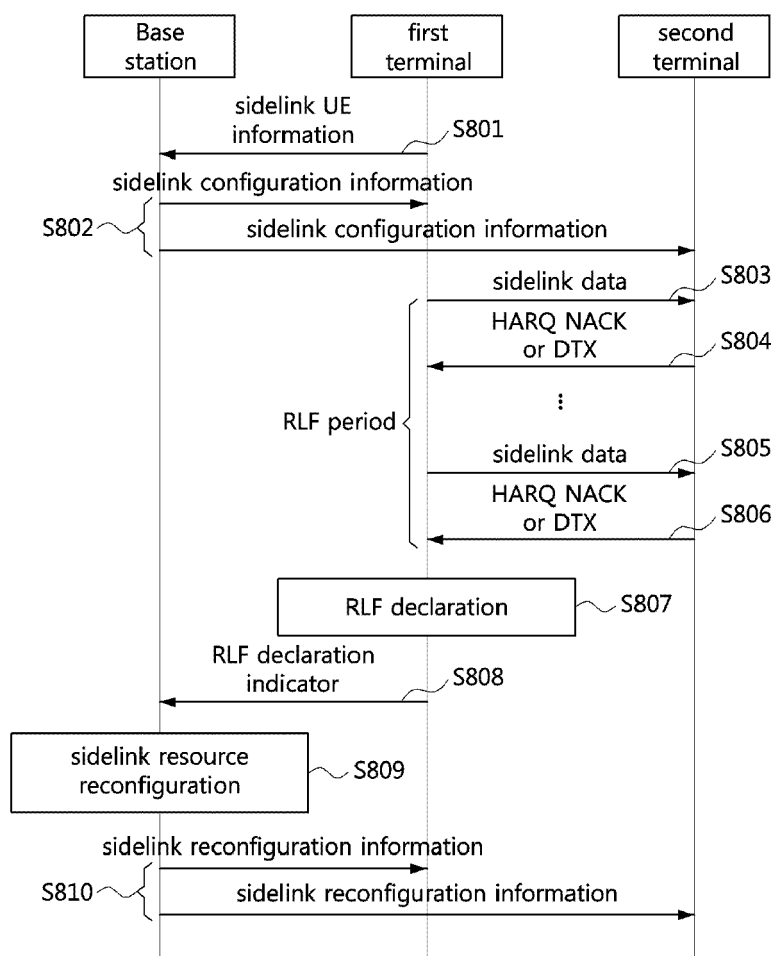 Base
station
first
terminal
second
terminal
sidelink UE
information
S801
sidelink configuration information
S802
sidelink configuration information
sidelink data
S803
HARQ NACK
or DTX
S804
RLF period
sidelink data
S805
HARQ NACK
or DTX
S806
RLF declaration
S807
RLF declaration
indicator
S808
sidelink resource
reconfiguration
S809
sidelink reconfiguration information
S810
sidelink reconfiguration information